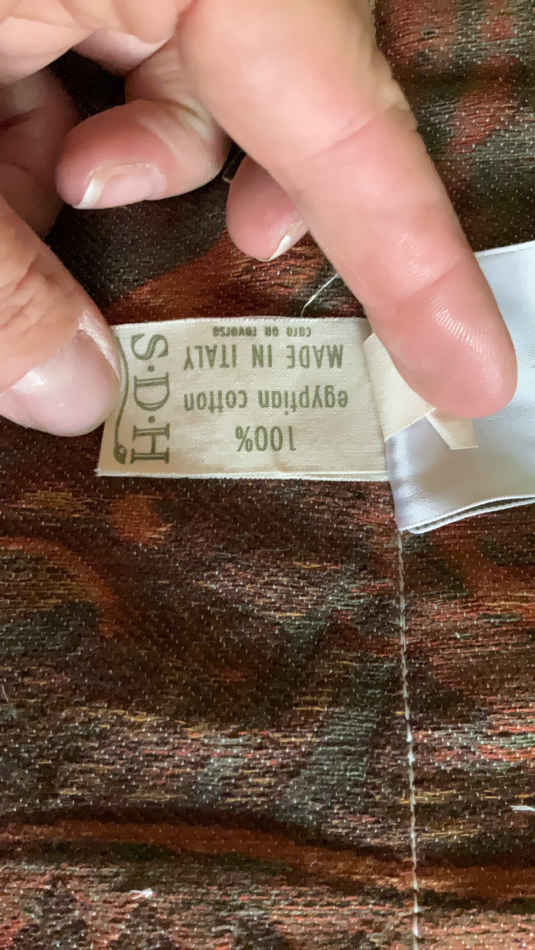 100%
egyptian cotton
MADE IN ITALY
care on reverse
S·D·H